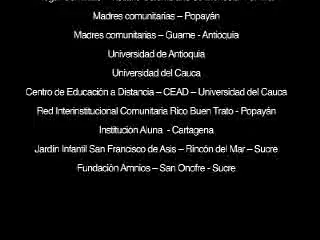 Madres comunitarias – Popayán
Madres comunitarias – Guarne - Antioquia
Universidad de Antioquia
Universidad del Cauca
Centro de Educación a Distancia – CEAD – Universidad del Cauca
Red Interinstitucional Comunitaria Rico Buen Trato - Popayán
Institución Aluna - Cartagena
Jardín Infantil San Francisco de Asis – Rincón del Mar – Sucre
Fundación Amnios – San Onofre - Sucre